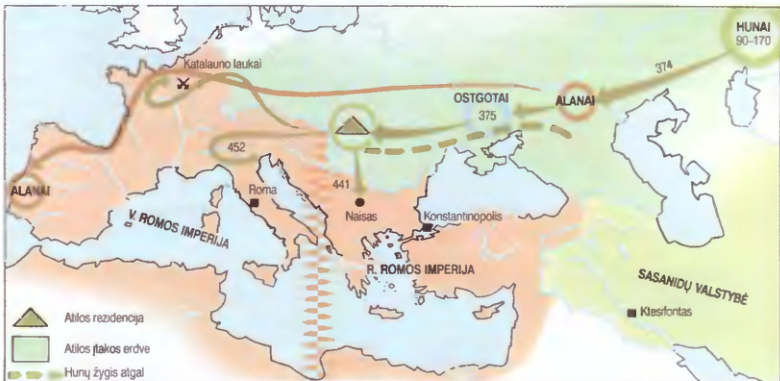 HUNAI
90–170
Katalauno laukai
374
OSTGOTAI
375
ALANAI
452
441
ALANAI
Roma
Naisas
Konstantinopolis
V. ROMOS IMPERIJA
R. ROMOS IMPERIJA
SASANIDŲ VALSTYBĖ
Ktesifontas
Atilos rezidencija
Atilos įtakos erdvė
Hunų žygis atgal